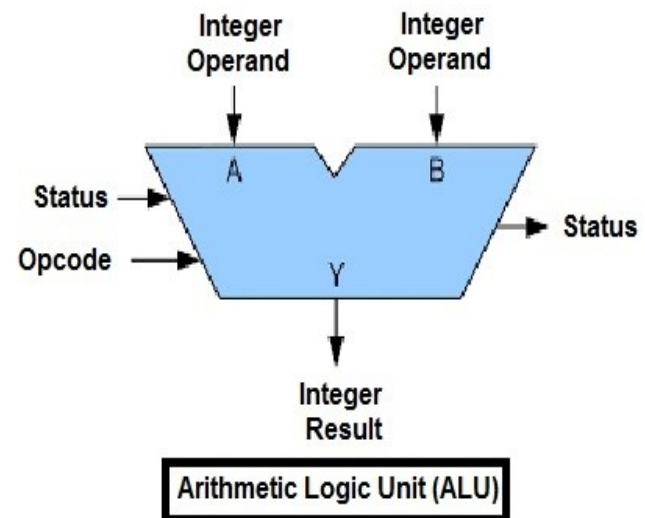 Integer
Operand
Integer
Operand
A
B
Status
Status
Opcode
Y
Integer
Result
Arithmetic Logic Unit (ALU)